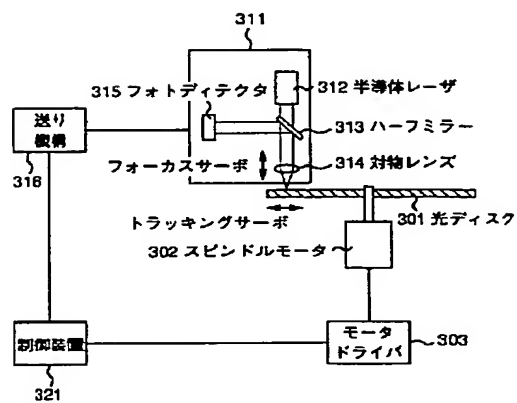 311
315 フォトディテクタ
312 半導体レーザ
313 ハーフミラー
送り
機構
316
フォーカスサーボ
314 対物レンズ
トラッキングサーボ
301 光ディスク
302 スピンドルモータ
制御装置
321
モータ
ドライバ
303